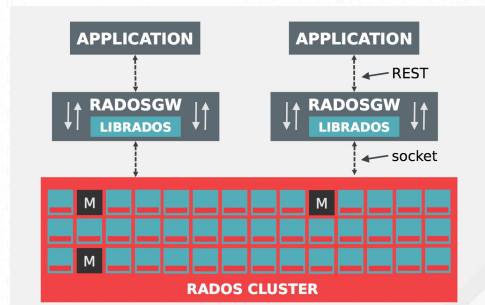 APPLICATION
APPLICATION
REST
RADOSGW
RADOSGW
LIBRADOS
LIBRADOS
socket
M
M
M
RADOS CLUSTER